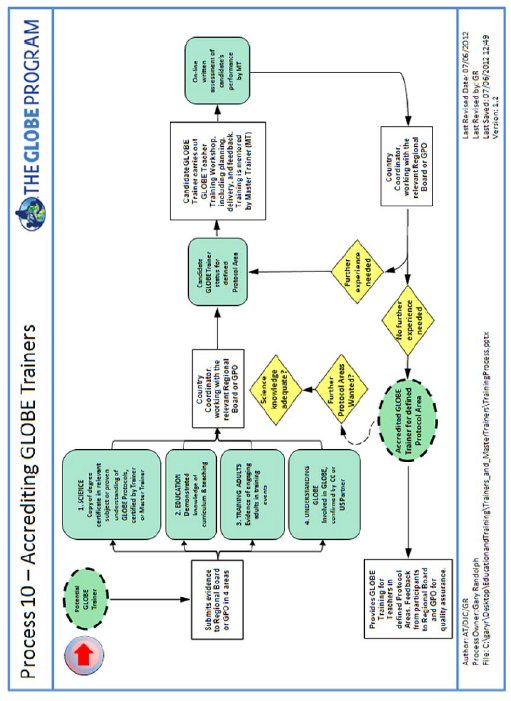 Process 10 – Accrediting GLOBE Trainers
THE GLOBE PROGRAM
Potential
GLOBE
Trainer
Submits evidence
to Regional Board
or GPO in 4 areas
1. SCIENCE
Copy of degree
certificate in relevant
subject or proven
understanding of
GLOBE Protocols,
certified by Trainer
or Master Trainer
2. EDUCATION
Demonstrated
knowledge of
curriculum & teaching
3. TRAINING ADULTS
Evidence of engaging
adults in training
events
4. UNDERSTANDING
GLOBE
Involved in GLOBE,
confirmed by CC or
US Partner
Country
Coordinator,
working with the
relevant Regional
Board or GPO
Science
knowledge
adequate?
Further
Protocol Areas
Wanted?
Candidate
GLOBE Trainer
status for
defined
Protocol Area
Candidate GLOBE
Trainer carries out
GLOBE Teacher
Training Workshop,
including planning,
delivery, and feedback.
Training is mentored
by Master Trainer (MT)
On-line
written
assessment of
candidate's
performance
by MT
Country
Coordinator,
working with the
relevant Regional
Board or GPO
Further
experience
needed
No further
experience
needed
Accredited GLOBE
Trainer for defined
Protocol Area
Provides GLOBE
Training for
Teachers in
defined Protocol
Areas. Feedback
from participants
to Regional Board
and GPO for
quality assurance.
Author: AT/DJC/GR
Process Owner: Gary Randolph
File: C:\gary\Desktop\EducationandTraining\Trainers_and_MasterTrainers\TrainingProcess.pptx
Last Revised Date: 07/06/2012
Last Revised by: GR
Last Saved: 07/06/2012 12:49
Version: 1.2